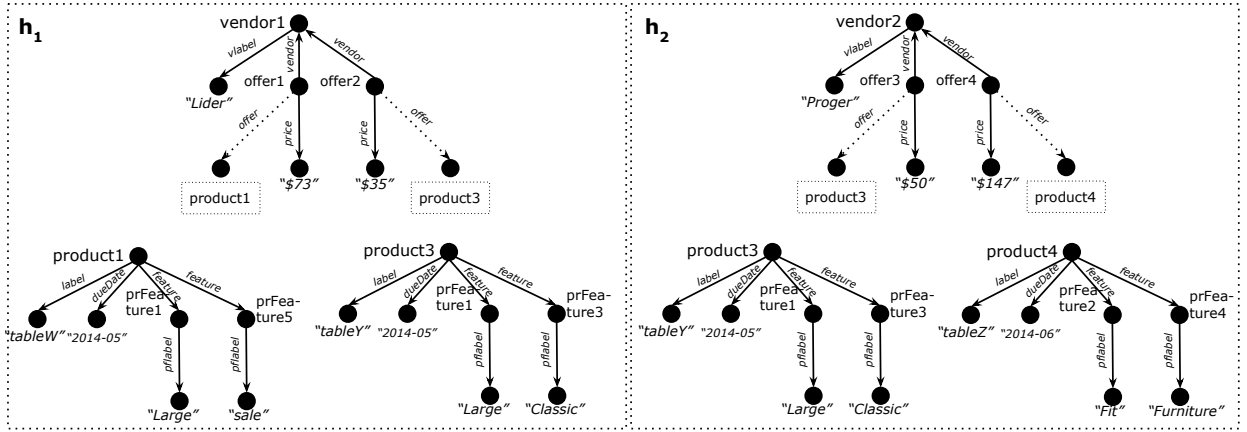 h1
vendor1
vlabel
vendor
vendor
offer1
offer2
"Lider"
offer
price
price
offer
product1
"$73"
"$35"
product3
product1
label
dueDate
feature
feature
prFea-
ture1
prFea-
ture5
"tableW"
"2014-05"
pflabel
pflabel
"Large"
"sale"
product3
label
dueDate
feature
feature
prFea-
ture1
prFea-
ture3
"tableY"
"2014-05"
pflabel
pflabel
"Large"
"Classic"
h2
vendor2
vlabel
vendor
vendor
offer3
offer4
"Proger"
offer
price
price
offer
product3
"$50"
"$147"
product4
product3
label
dueDate
feature
feature
prFea-
ture1
prFea-
ture3
"tableY"
"2014-05"
pflabel
pflabel
"Large"
"Classic"
product4
label
dueDate
feature
feature
prFea-
ture2
prFea-
ture4
"tableZ"
"2014-06"
pflabel
pflabel
"Fit"
"Furniture"